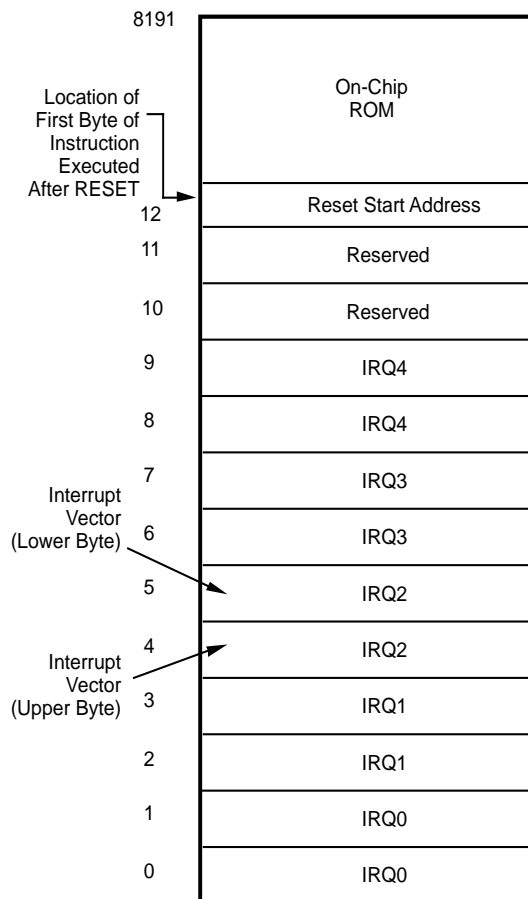 8191
On-Chip
ROM
Location of
First Byte of
Instruction
Executed
After RESET
12
Reset Start Address
11
Reserved
10
Reserved
9
IRQ4
8
IRQ4
7
IRQ3
Interrupt
Vector
(Lower Byte)
6
IRQ3
5
IRQ2
4
IRQ2
Interrupt
Vector
(Upper Byte)
3
IRQ1
2
IRQ1
1
IRQ0
0
IRQ0